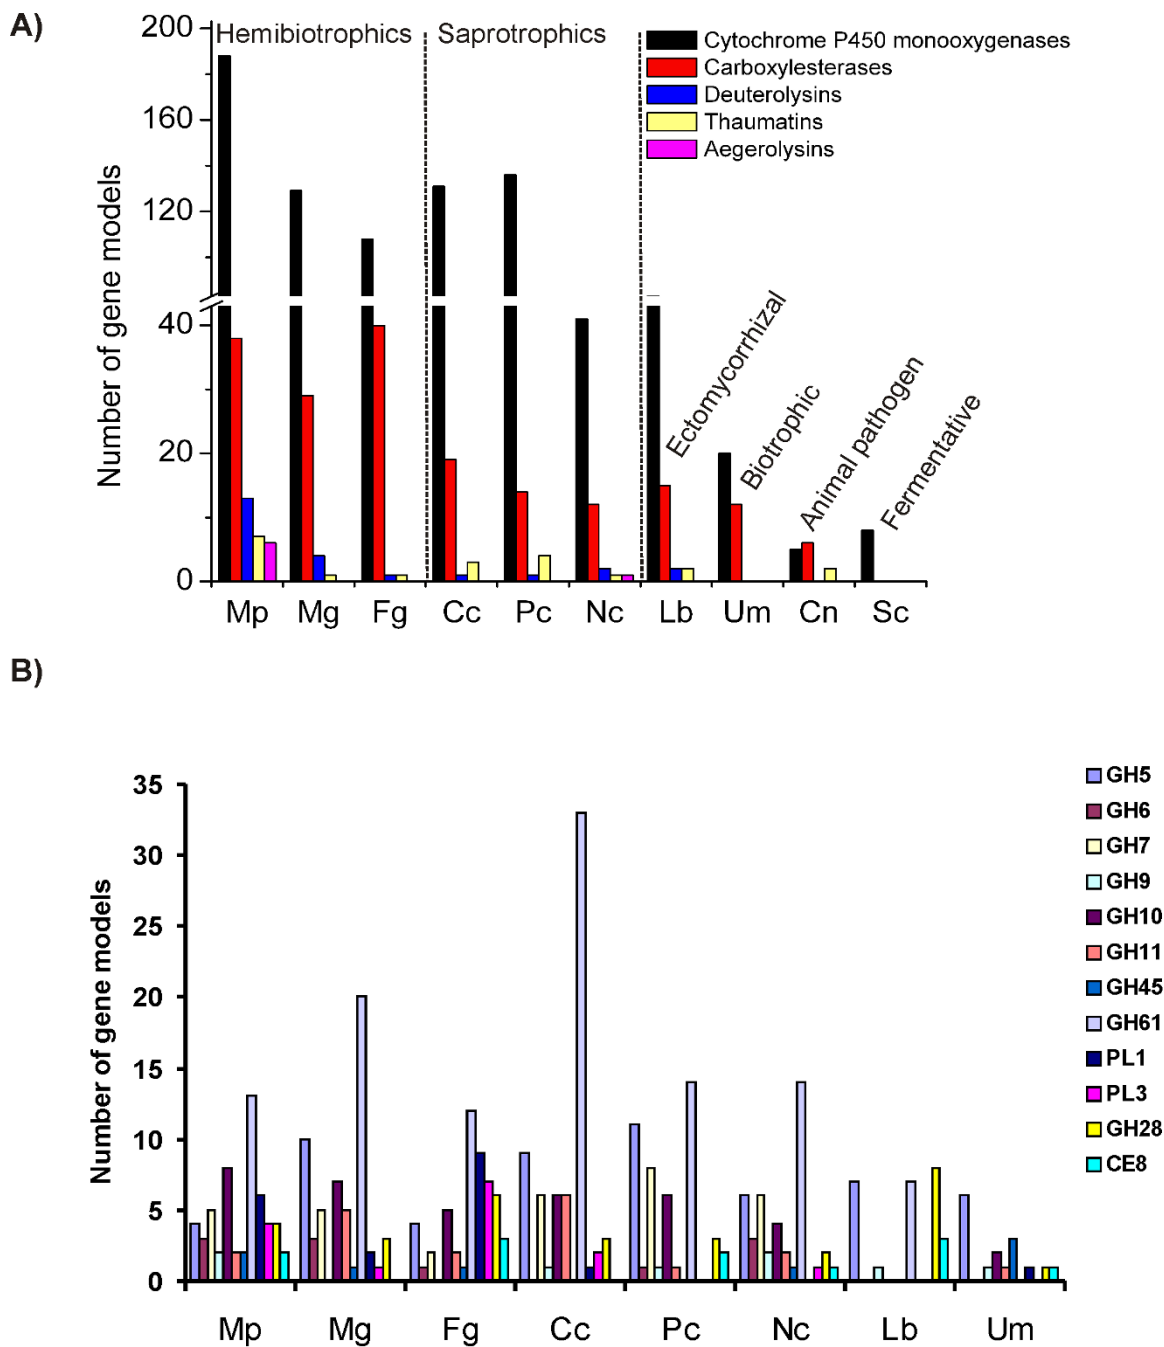 A)
Hemibiotrophics
Saprotrophics
Cytochrome P450 monooxygenases
Carboxylesterases
Deuterolysins
Thaumatins
Aegerolysins
Number of gene models
200
160
120
40
20
0
Ectomycorrhizal
Biotrophic
Animal pathogen
Fermentative
Mp Mg Fg Cc Pc Nc Lb Um Cn Sc
B)
Number of gene models
35
30
25
20
15
10
5
0
GH5
GH6
GH7
GH9
GH10
GH11
GH45
GH61
PL1
PL3
GH28
CE8
Mp Mg Fg Cc Pc Nc Lb Um